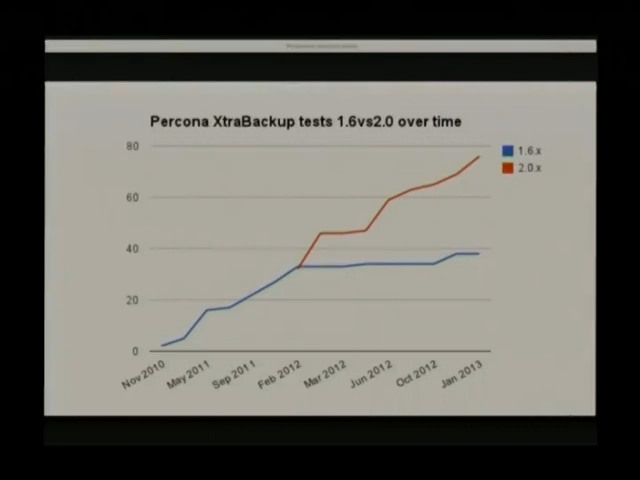 Percona XtraBackup tests 1.6vs2.0 over time
1.6.x
2.0.x
80
60
40
20
0
Nov 2010
May 2011
Sep 2011
Feb 2012
Mar 2012
Jun 2012
Oct 2012
Jan 2013